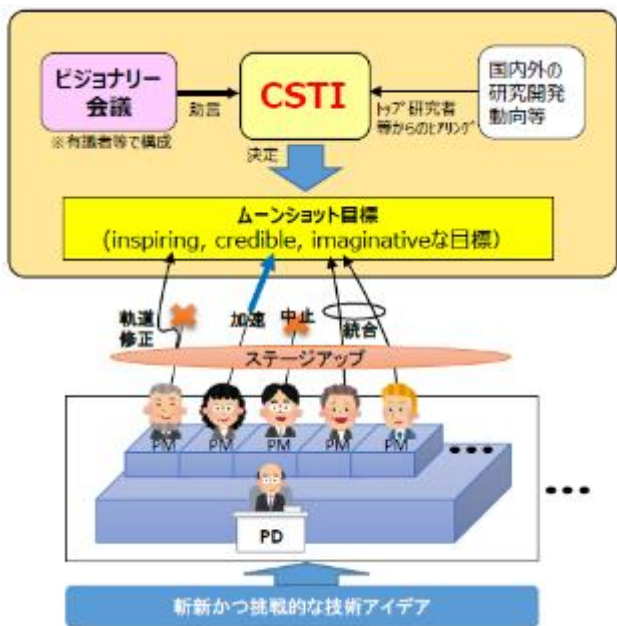 ビジョナリー
会議
※有識者等で構成
助言
CSTI
トップ研究者
等からのヒアリング
国内外の
研究開発
動向等
決定
ムーンショット目標
(inspiring, credible, imaginativeな目標)
軌道
修正
加速
中止
統合
ステージアップ
PM
PM
PM
PM
PM
PD
斬新かつ挑戦的な技術アイデア